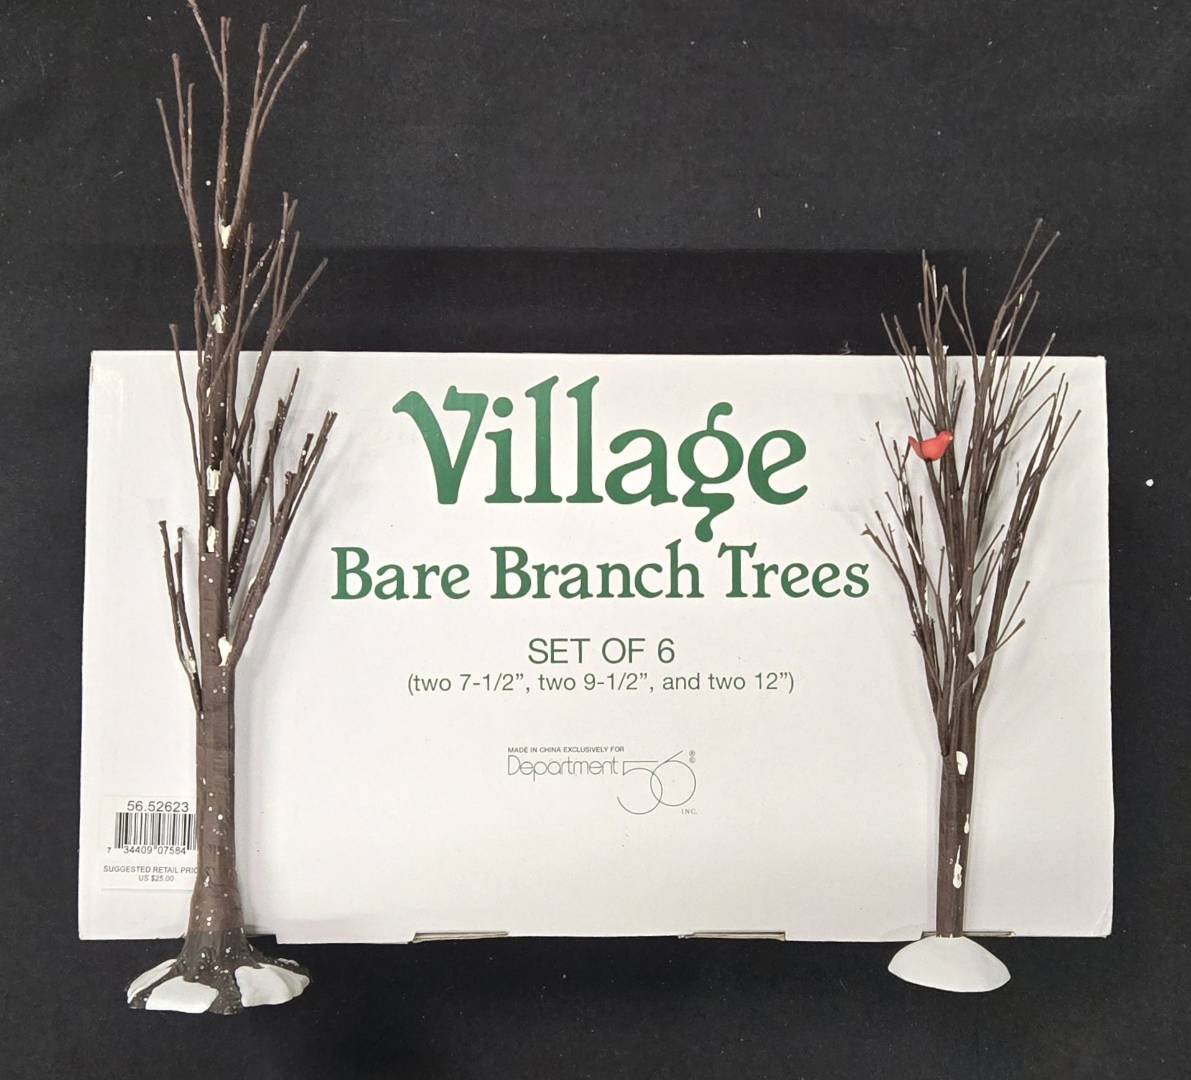 Village
Bare Branch Trees
SET OF 6
(two 7-1/2”, two 9-1/2”, and two 12”)
MADE IN CHINA EXCLUSIVELY FOR
Department 56 ® ©
INC.
56.52623
7 34409 07584
SUGGESTED RETAIL
US $25.00